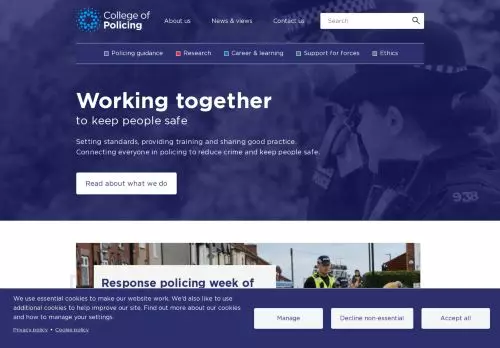 College of
Policing
About us
News & views
Contact us
Search
Policing guidance
Research
Career & learning
Support for forces
Ethics
Working together
to keep people safe
Setting standards, providing training and sharing good practice.
Connecting everyone in policing to reduce crime and keep people safe.
Read about what we do
938
Response policing week of
We use essential cookies to make our website work. We'd also like to
use additional cookies to help improve our site. Find out more about our cookies
and how to manage your settings
Privacy policy • Cookie policy
Manage
Decline non-essential
Accept all